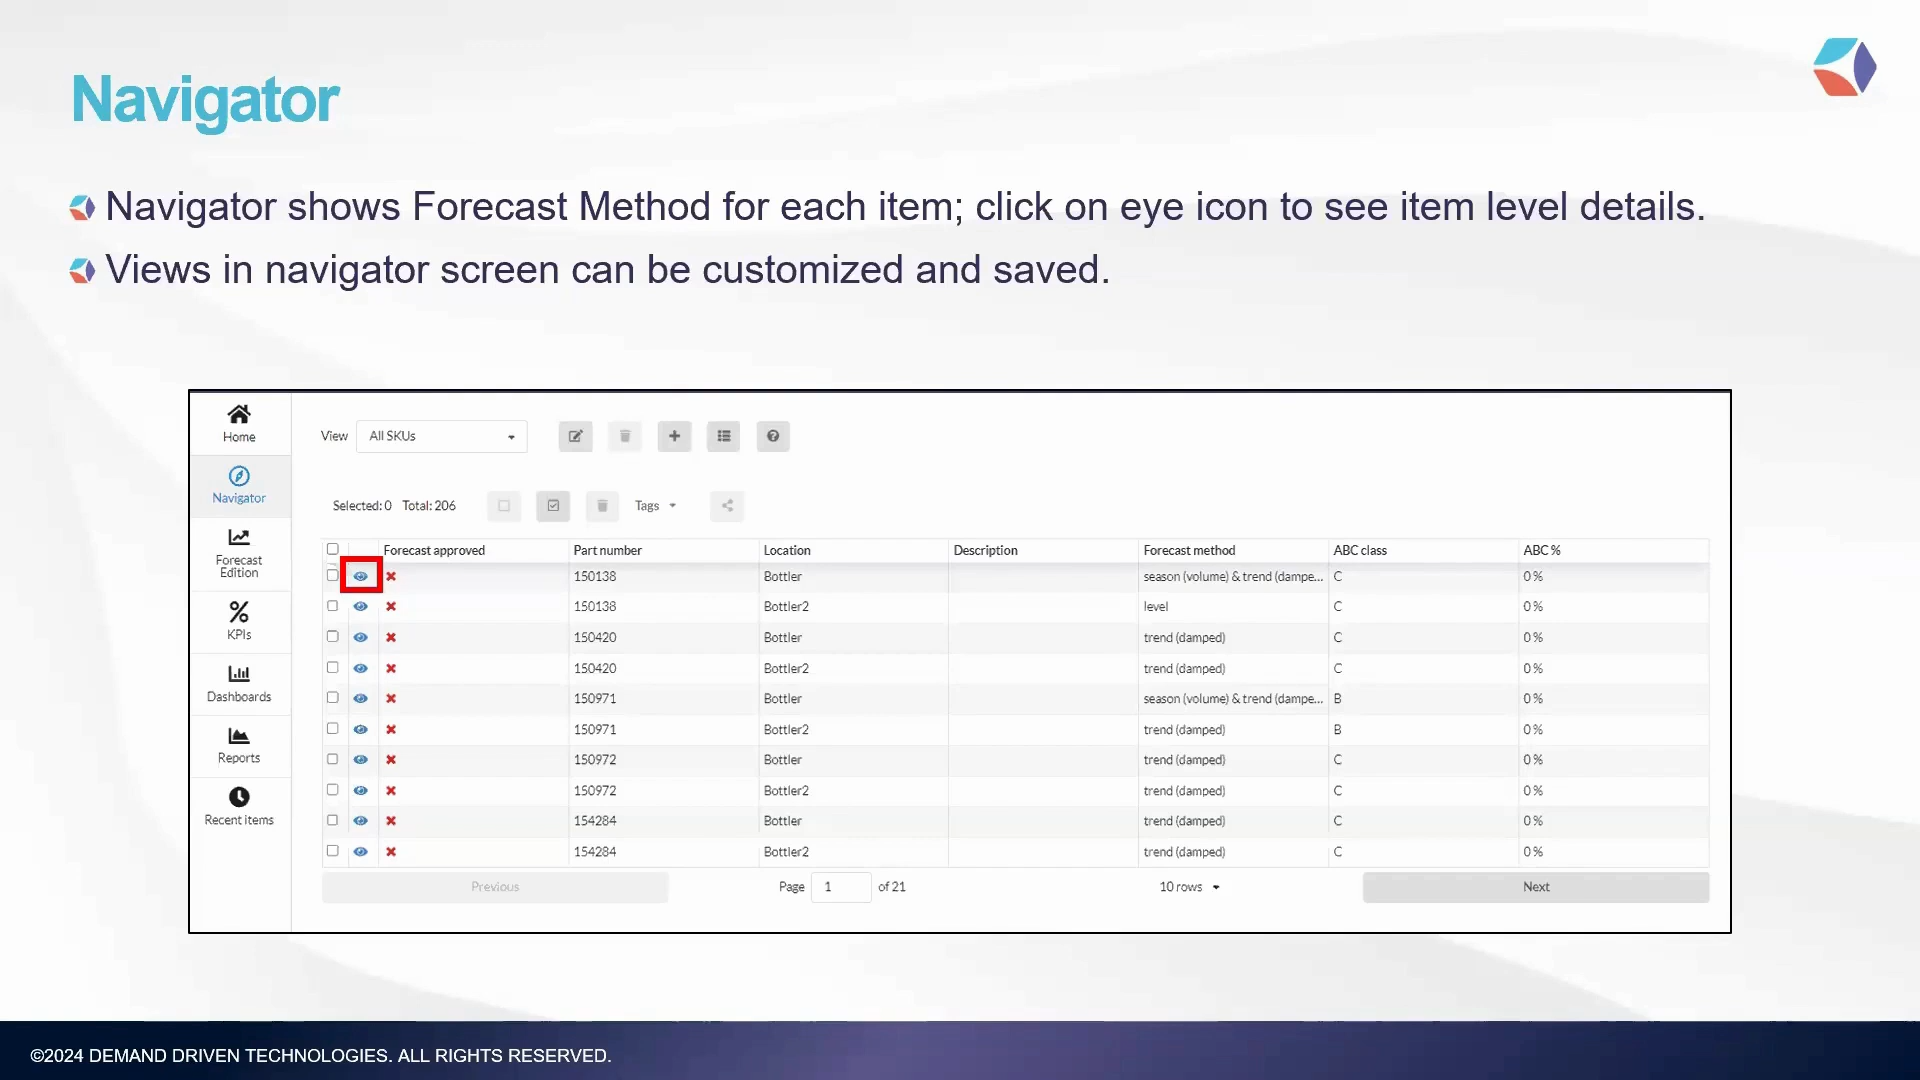 Navigator
Navigator shows Forecast Method for each item; click on eye icon to see item level details.
Views in navigator screen can be customized and saved.
Home
Navigator
Forecast
Edition
KPIs
Dashboards
Reports
Recent items
View All SKUs
Selected: 0 Total: 206 Tags
Forecast approved Part number Location Description Forecast method ABC class ABC %
150138 Bottler season (volume) & trend (dampe... C 0 %
150138 Bottler2 level C 0 %
150420 Bottler trend (damped) C 0 %
150420 Bottler2 trend (damped) C 0 %
150971 Bottler season (volume) & trend (dampe... B 0 %
150971 Bottler2 trend (damped) B 0 %
150972 Bottler trend (damped) C 0 %
150972 Bottler2 trend (damped) C 0 %
154284 Bottler trend (damped) C 0 %
154284 Bottler2 trend (damped) C 0 %
Previous Page 1 of 21 10 rows Next
©2024 DEMAND DRIVEN TECHNOLOGIES. ALL RIGHTS RESERVED.